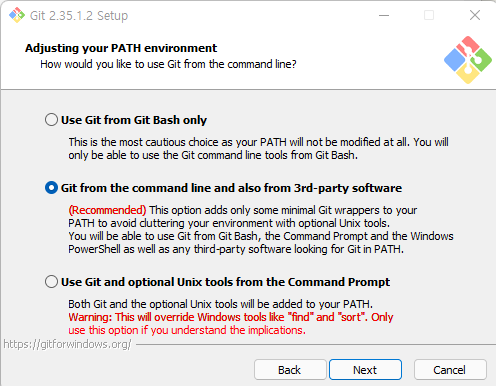 Git 2.35.1.2 Setup
Adjusting your PATH environment
How would you like to use Git from the command line?
Use Git from Git Bash only
This is the most cautious choice as your PATH will not be modified at all. You will
only be able to use the Git command line tools from Git Bash.
Git from the command line and also from 3rd-party software
(Recommended) This option adds only some minimal Git wrappers to your
PATH to avoid cluttering your environment with optional Unix tools.
You will be able to use Git from Git Bash, the Command Prompt and the Windows
PowerShell as well as any third-party software looking for Git in PATH.
Use Git and optional Unix tools from the Command Prompt
Both Git and the optional Unix tools will be added to your PATH.
Warning: This will override Windows tools like "find" and "sort". Only
use this option if you understand the implications.
https://gitforwindows.org/
Back
Next
Cancel